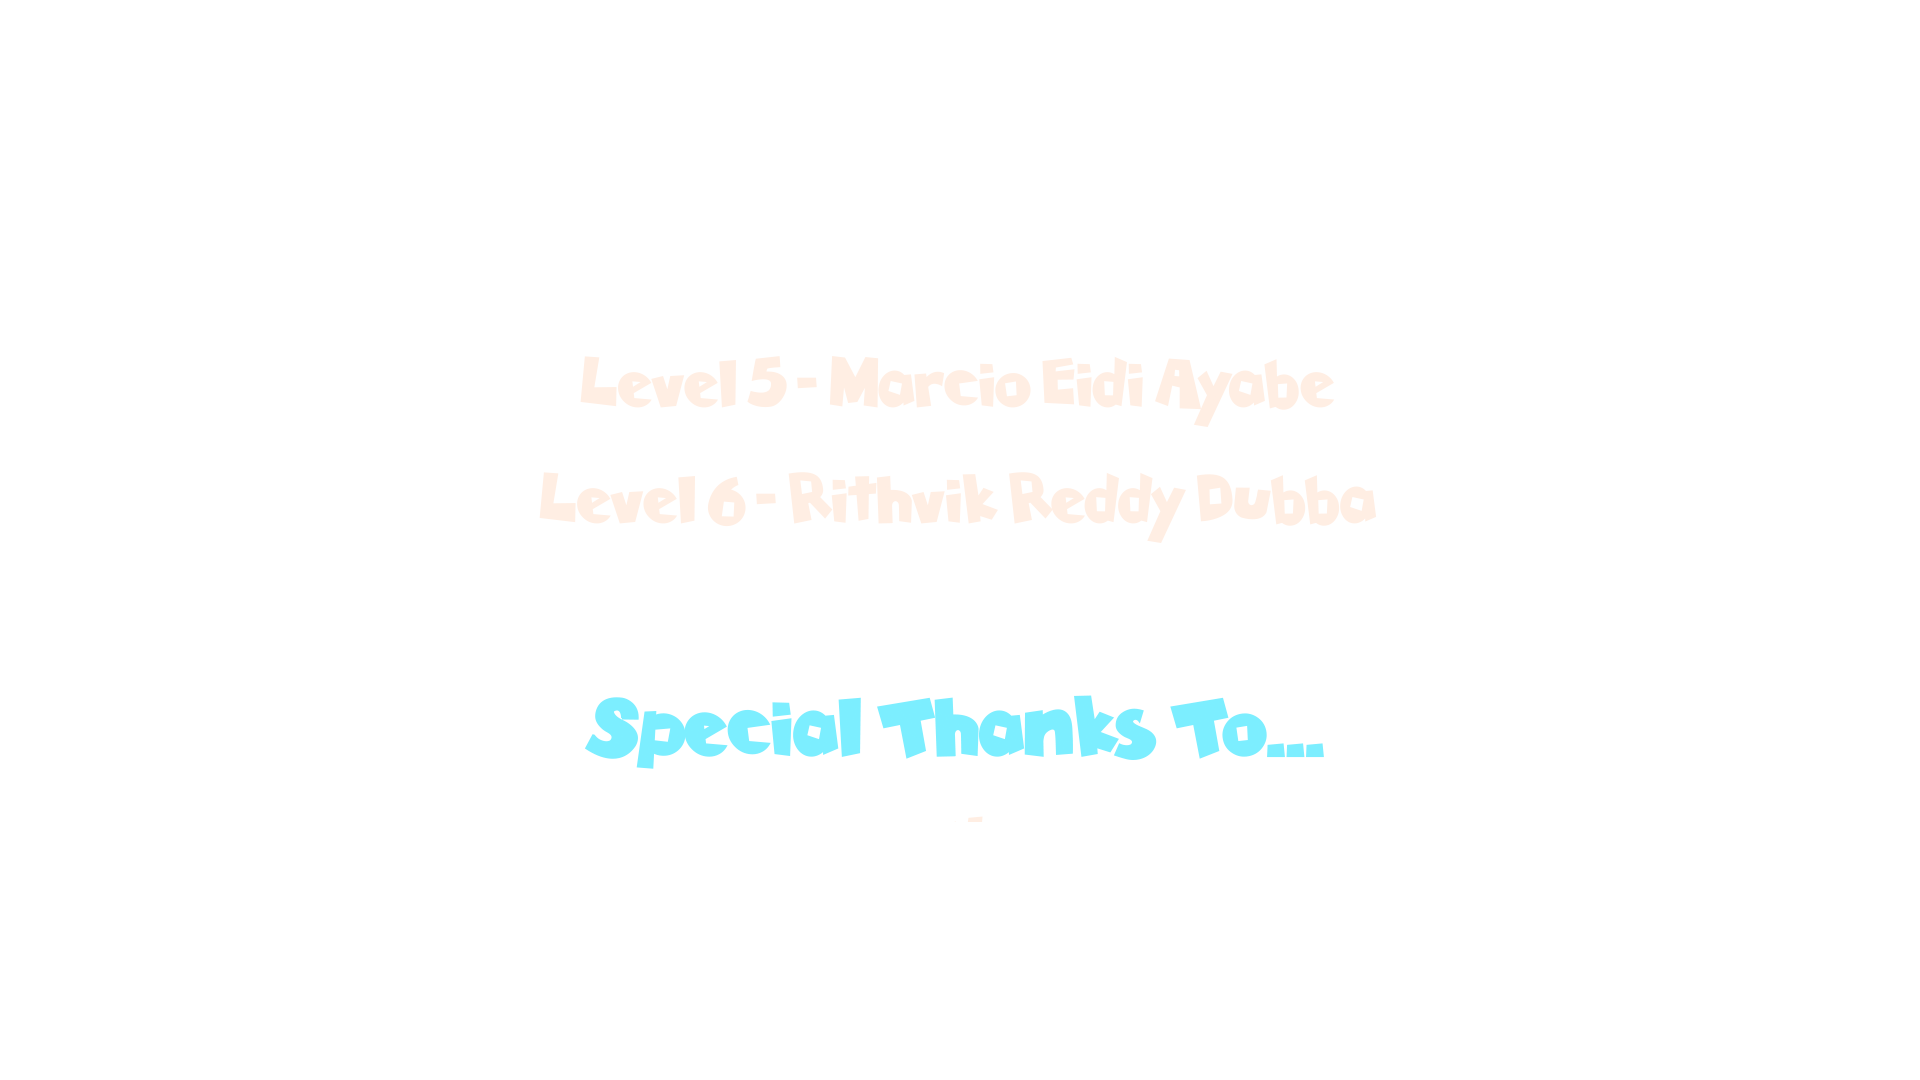 Level 5 - Marcio Eidi Ayabe
Level 6 - Rithvik Reddy Dubba
Special Thanks To...